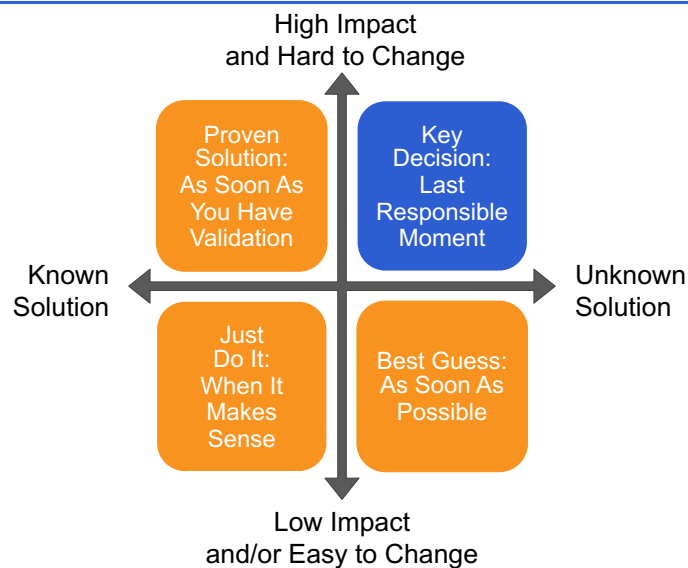 High Impact
and Hard to Change
Proven
Solution:
As Soon As
You Have
Validation
Key
Decision:
Last
Responsible
Moment
Known
Solution
Unknown
Solution
Just
Do It:
When It
Makes
Sense
Best Guess:
As Soon As
Possible
Low Impact
and/or Easy to Change